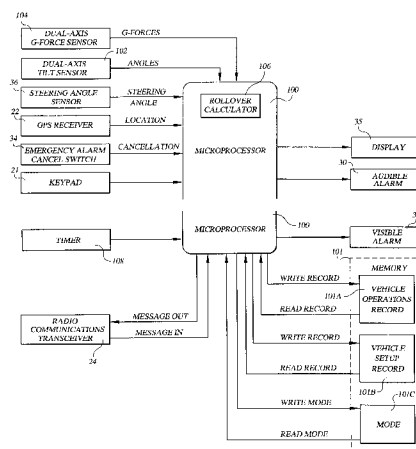 104
DUAL-AXIS
G-FORCE SENSOR
G-FORCES
102
DUAL-AXIS
TILT SENSOR
ANGLES
36
STEERING ANGLE
SENSOR
STEERING
ANGLE
22
GPS RECEIVER
LOCATION
34
EMERGENCY ALARM
CANCEL SWITCH
CANCELLATION
21
KEYPAD
106
ROLLOVER
CALCULATOR
100
MICROPROCESSOR
35
DISPLAY
30
AUDIBLE
ALARM
TIMER
108
MICROPROCESSOR
100
VISIBLE
ALARM
101
MEMORY
WRITE RECORD
101A
VEHICLE
OPERATIONS
RECORD
READ RECORD
MESSAGE OUT
RADIO
COMMUNICATIONS
TRANSCEIVER
MESSAGE IN
24
WRITE RECORD
VEHICLE
SETUP
RECORD
READ RECORD
101B
101C
WRITE MODE
MODE
READ MODE